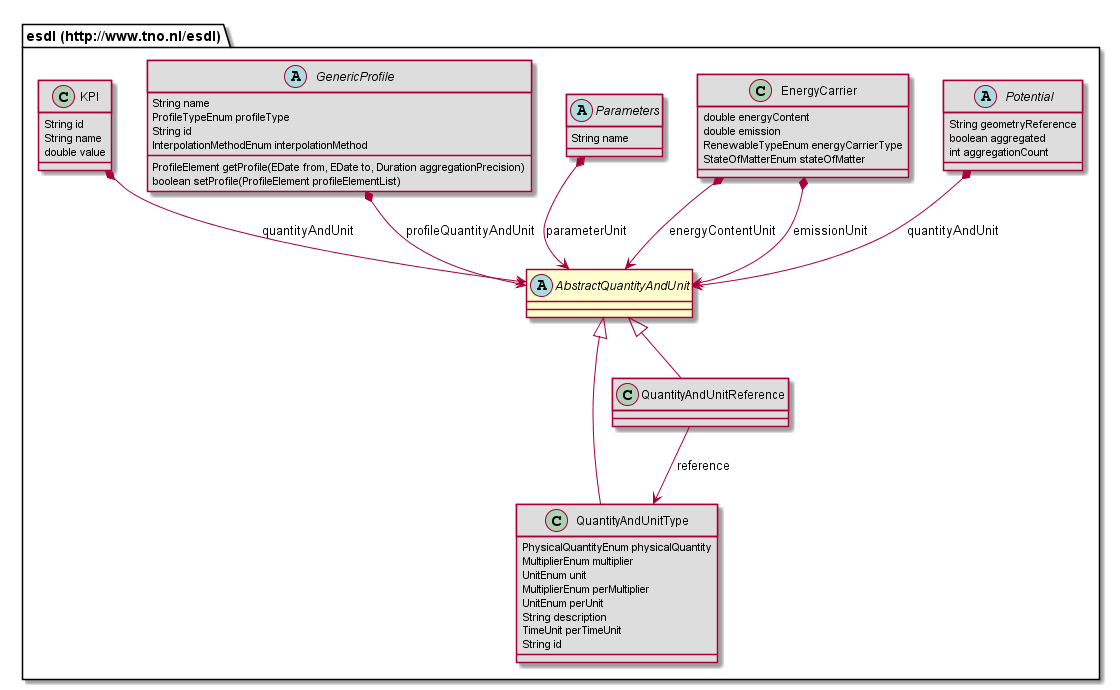 esdl (http://www.tno.nl/esdl)
C KPI
String id
String name
double value
A GenericProfile
String name
ProfileTypeEnum profileType
String id
InterpolationMethodEnum interpolationMethod
ProfileElement getProfile(EDate from, EDate to, Duration aggregationPrecision)
boolean setProfile(ProfileElement profileElementList)
A Parameters
String name
C EnergyCarrier
double energyContent
double emission
RenewableTypeEnum energyCarrierType
StateOfMatterEnum stateOfMatter
A Potential
String geometryReference
boolean aggregated
int aggregationCount
quantityAndUnit
profileQuantityAndUnit
parameterUnit
energyContentUnit
emissionUnit
quantityAndUnit
A AbstractQuantityAndUnit
C QuantityAndUnitReference
reference
C QuantityAndUnitType
PhysicalQuantityEnum physicalQuantity
MultiplierEnum multiplier
UnitEnum unit
MultiplierEnum perMultiplier
UnitEnum perUnit
String description
TimeUnit perTimeUnit
String id